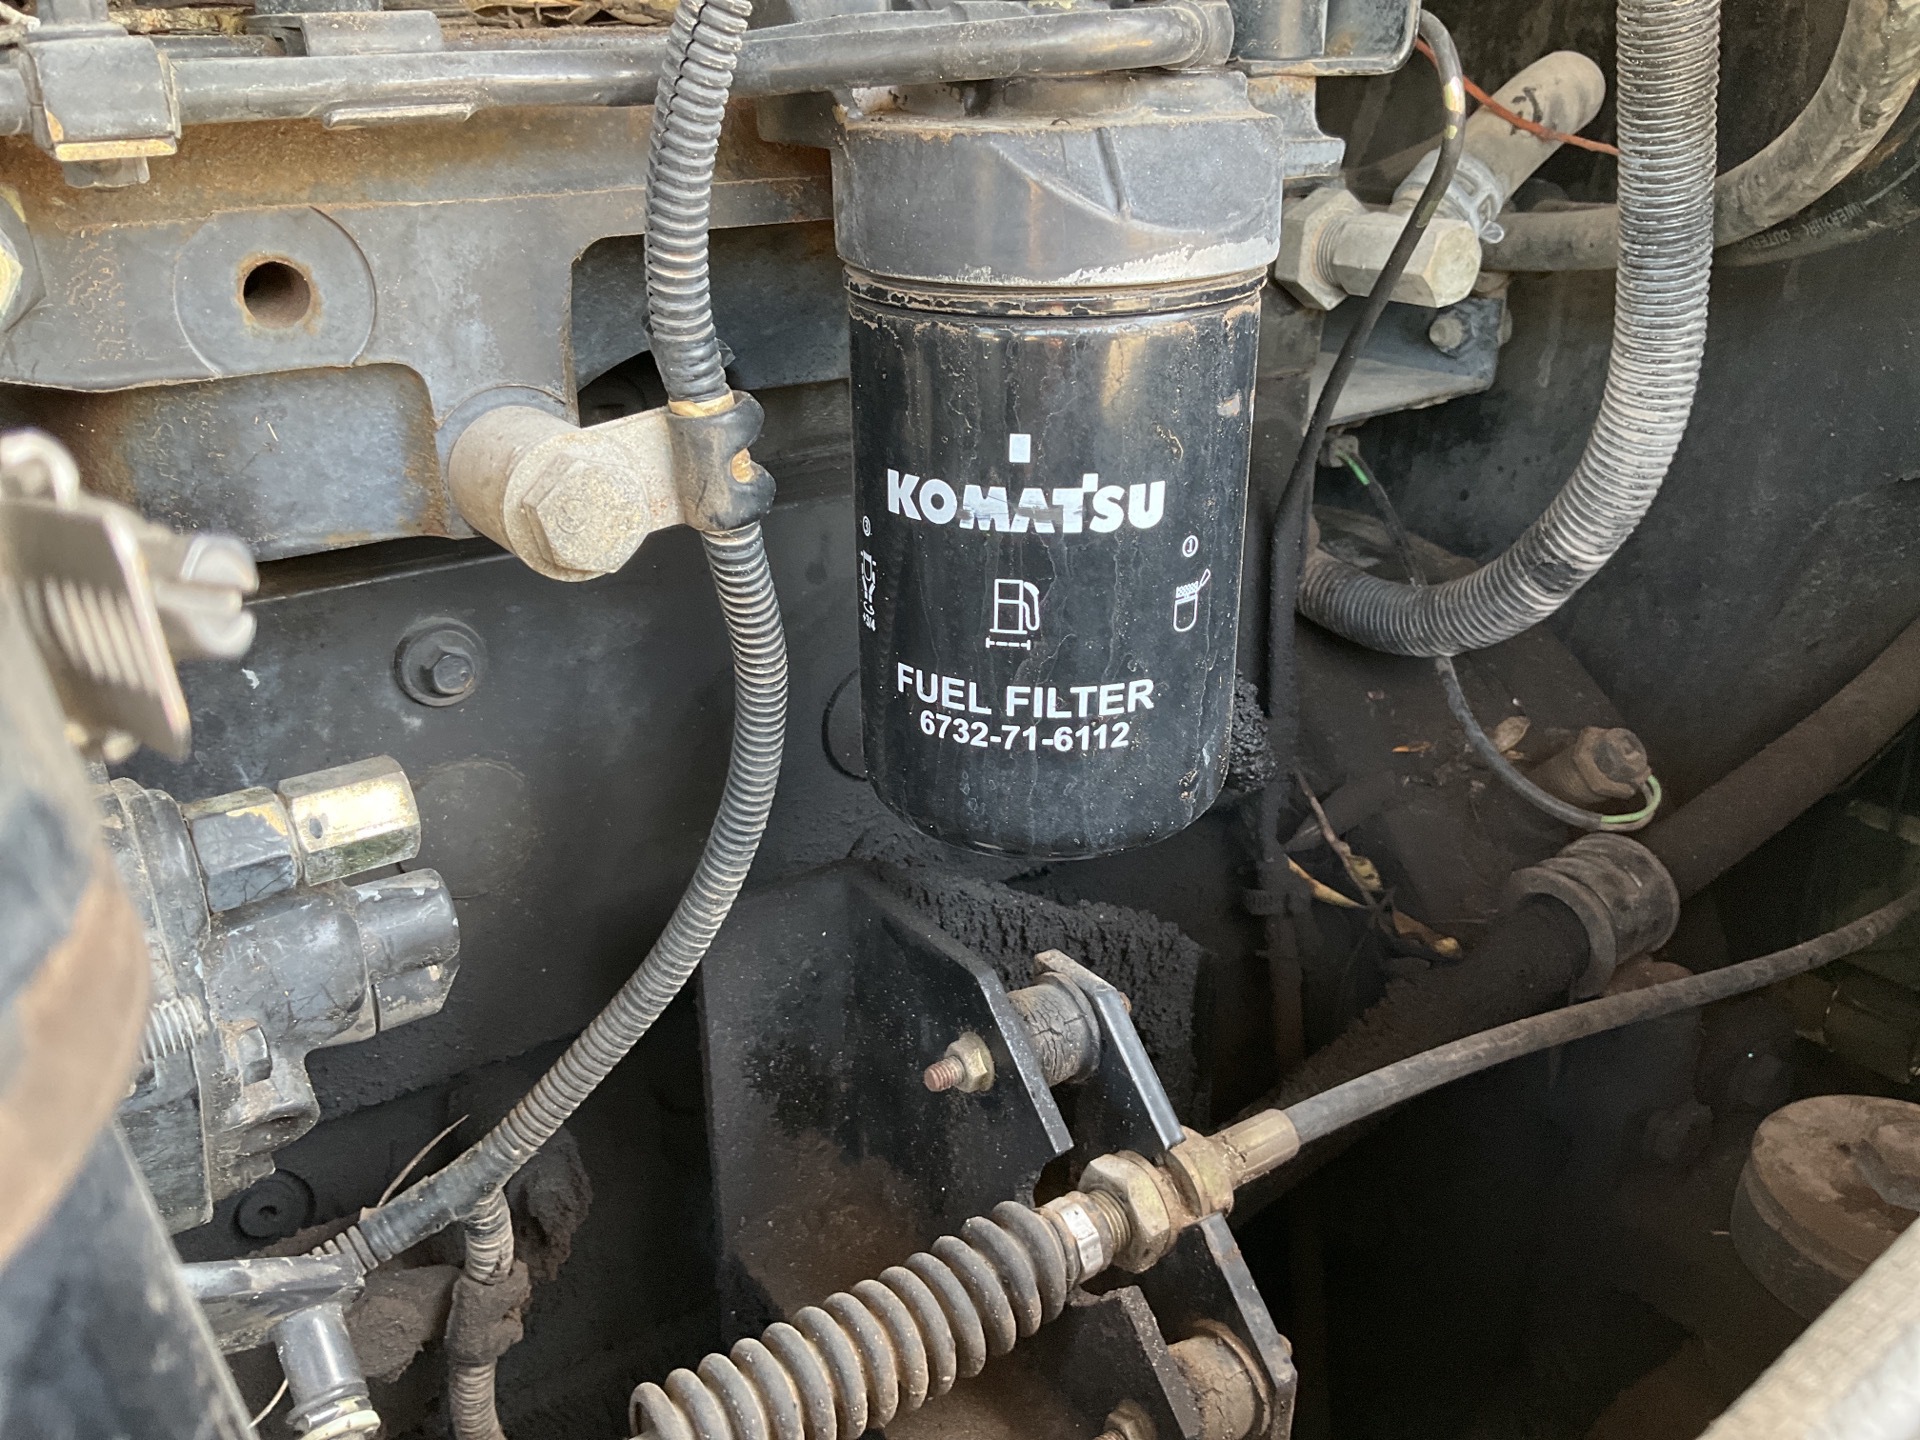 KOMATSU
FUEL FILTER
6732-71-6112